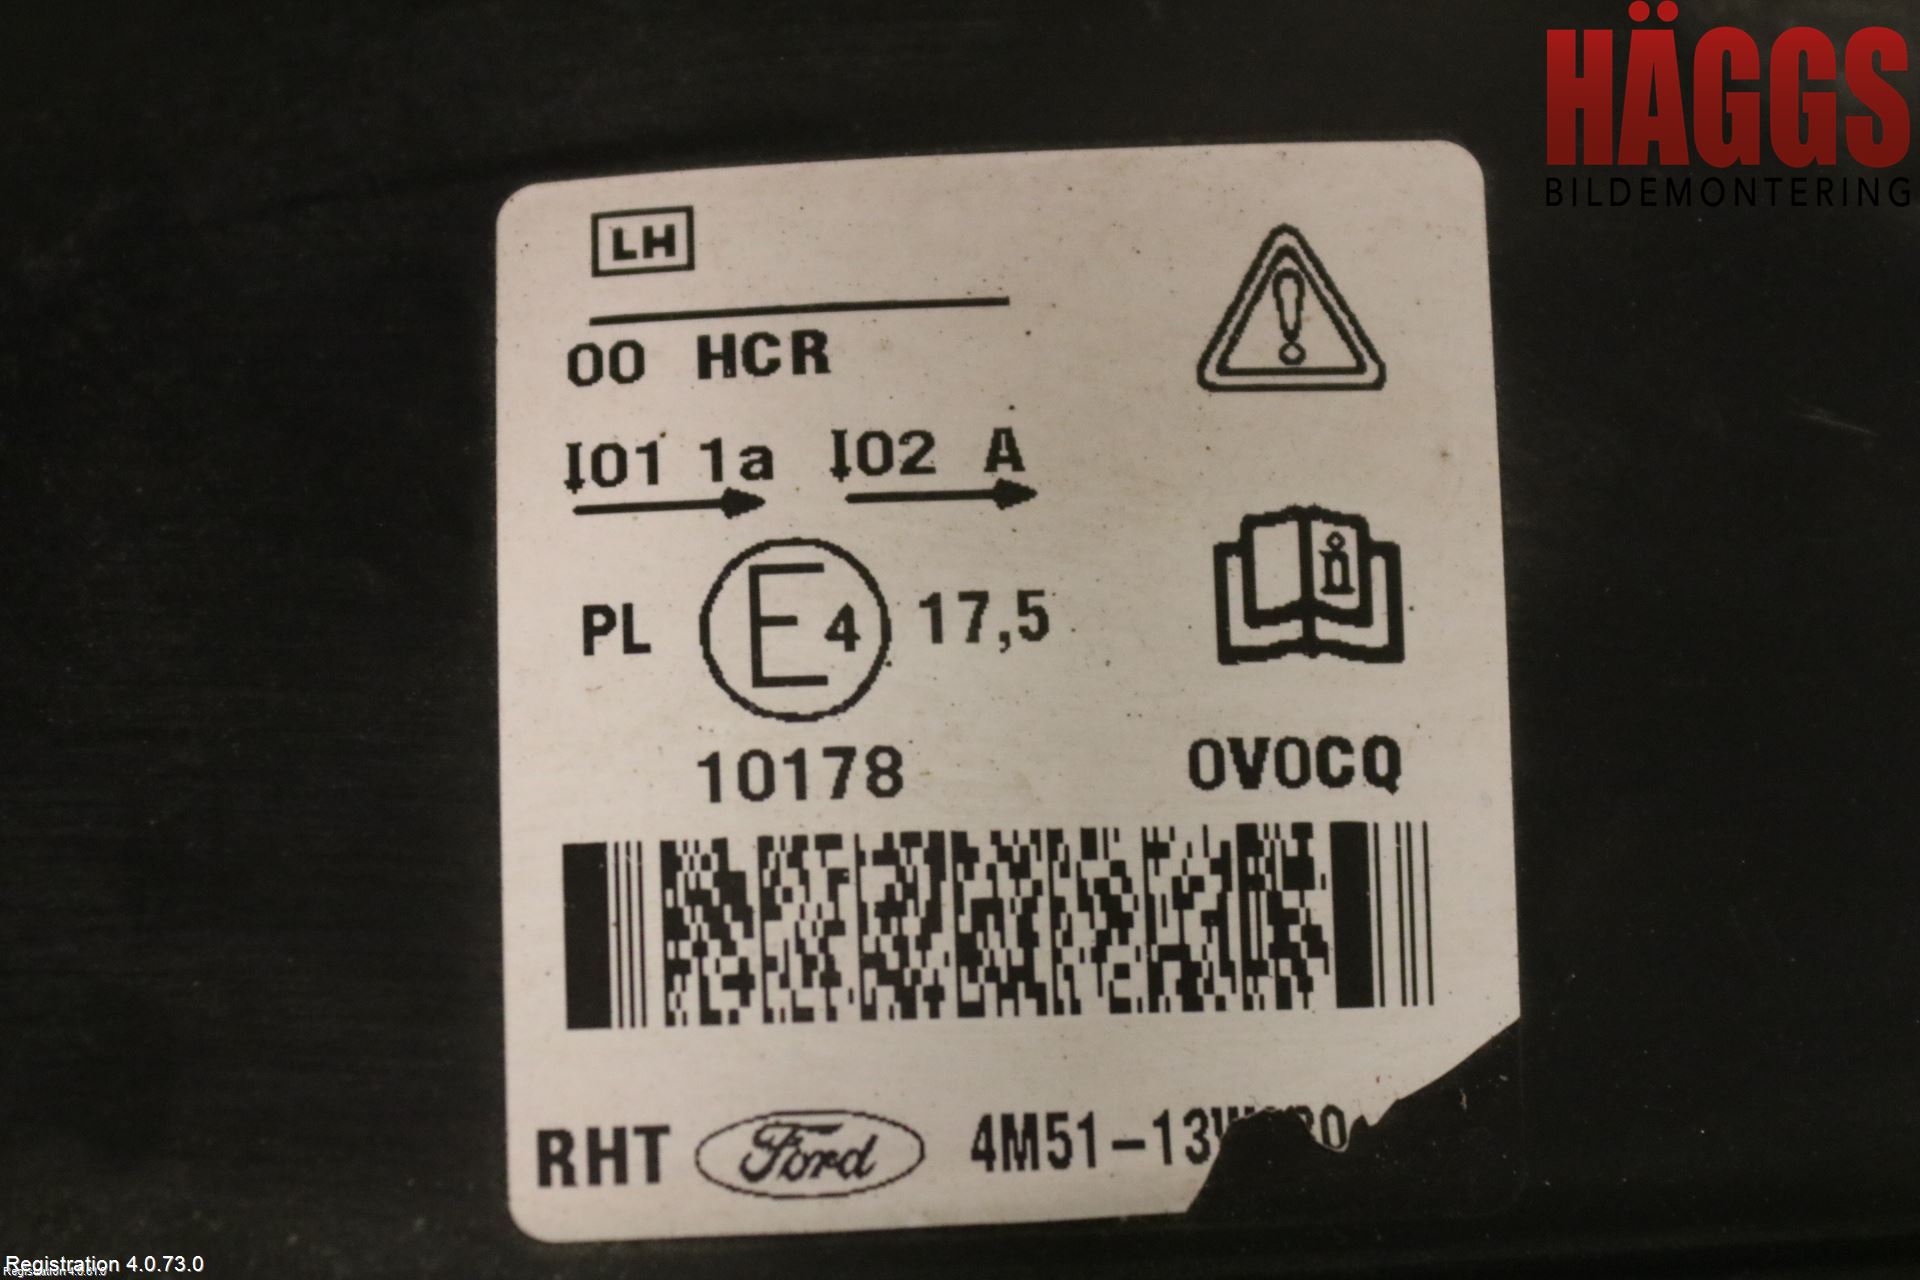 HÄGGS
BILDEMONTERING
LH
00 HCR
I01 1a I02 A
PL E4 17,5
10178 0V0CQ
RHT Ford 4M51-13
Registration 4.0.73.0